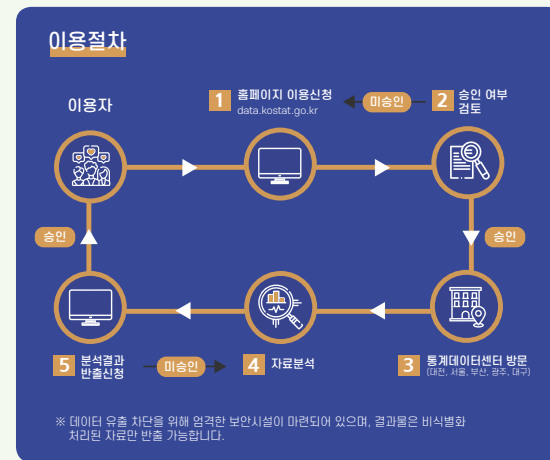 이용절차
이용자
1 홈페이지 이용신청
data.kostat.go.kr
미승인
2 승인 여부
검토
승인
승인
5 분석결과
반출신청
미승인
4 자료분석
3 통계데이터센터 방문
(대전, 서울, 부산, 광주, 대구)
※ 데이터 유출 차단을 위해 엄격한 보안시설이 마련되어 있으며, 결과물은 비식별화
처리된 자료만 반출 가능합니다.